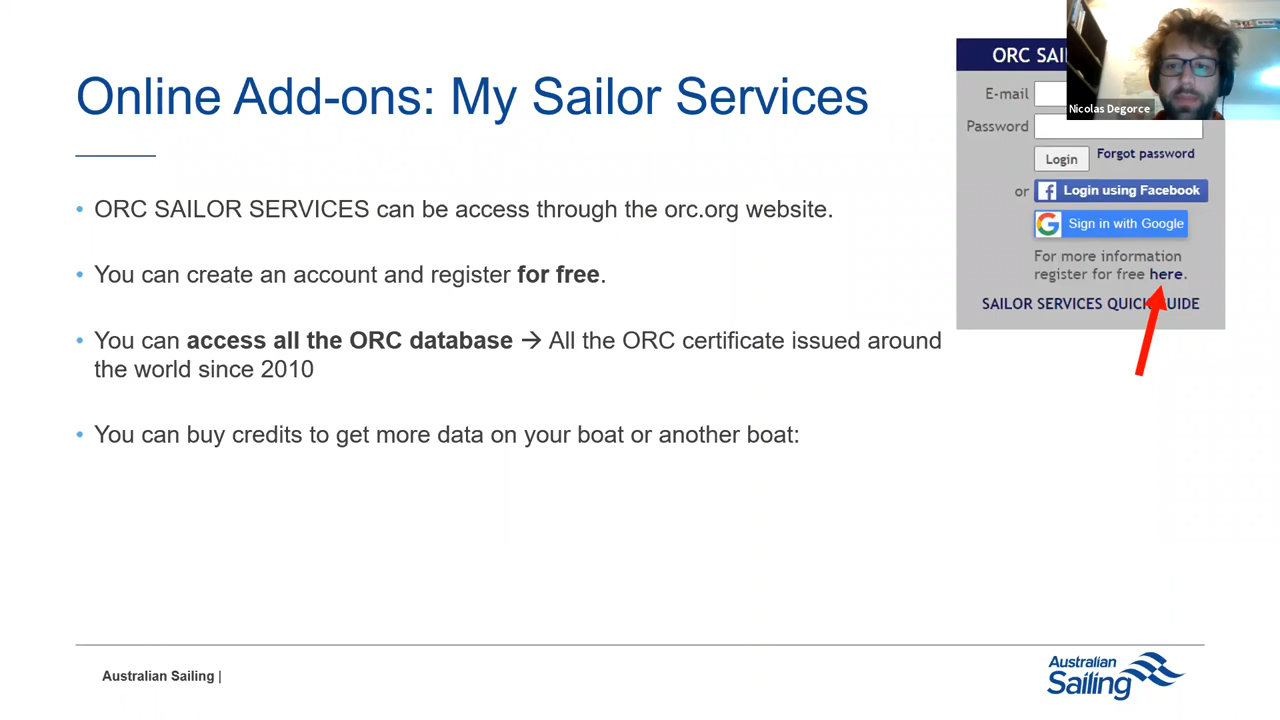 Online Add-ons: My Sailor Services
• ORC SAILOR SERVICES can be access through the orc.org website.
• You can create an account and register for free.
• You can access all the ORC database → All the ORC certificate issued around
the world since 2010
• You can buy credits to get more data on your boat or another boat:
ORC
E-mail
Nicolas Degorce
Password
Login
Forgot password
or
Login using Facebook
Sign in with Google
For more information
register for free here.
SAILOR SERVICES QUICK GUIDE
Australian Sailing |
Australian
Sailing